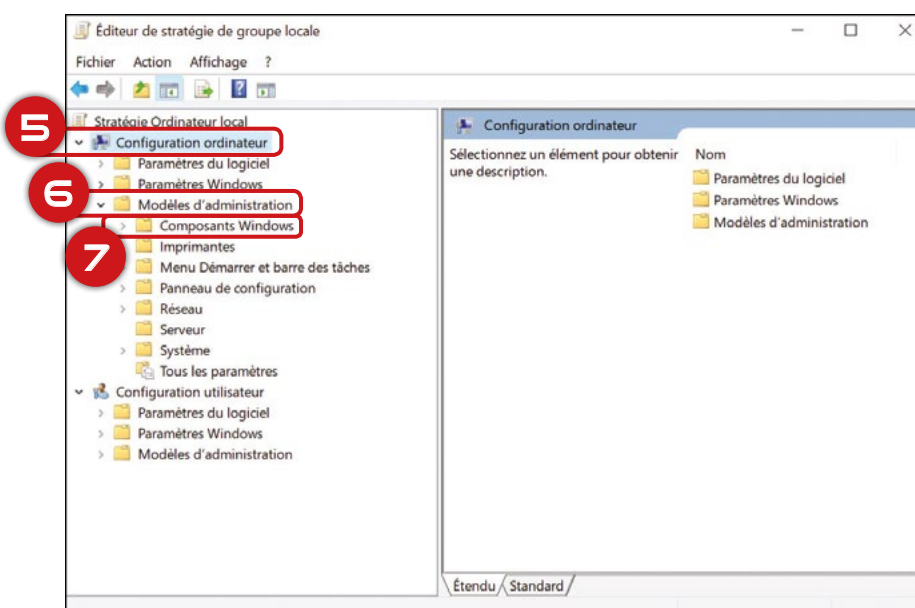 Éditeur de stratégie de groupe locale
Fichier Action Affichage ?
5
Stratégie Ordinateur local
Configuration ordinateur
Paramètres du logiciel
6
Paramètres Windows
Modèles d'administration
7
Composants Windows
Imprimantes
Menu Démarrer et barre des tâches
Panneau de configuration
Réseau
Serveur
Système
Tous les paramètres
Configuration utilisateur
Paramètres du logiciel
Paramètres Windows
Modèles d'administration
Configuration ordinateur
Sélectionnez un élément pour obtenir
une description.
Nom
Paramètres du logiciel
Paramètres Windows
Modèles d'administration
Étendu Standard